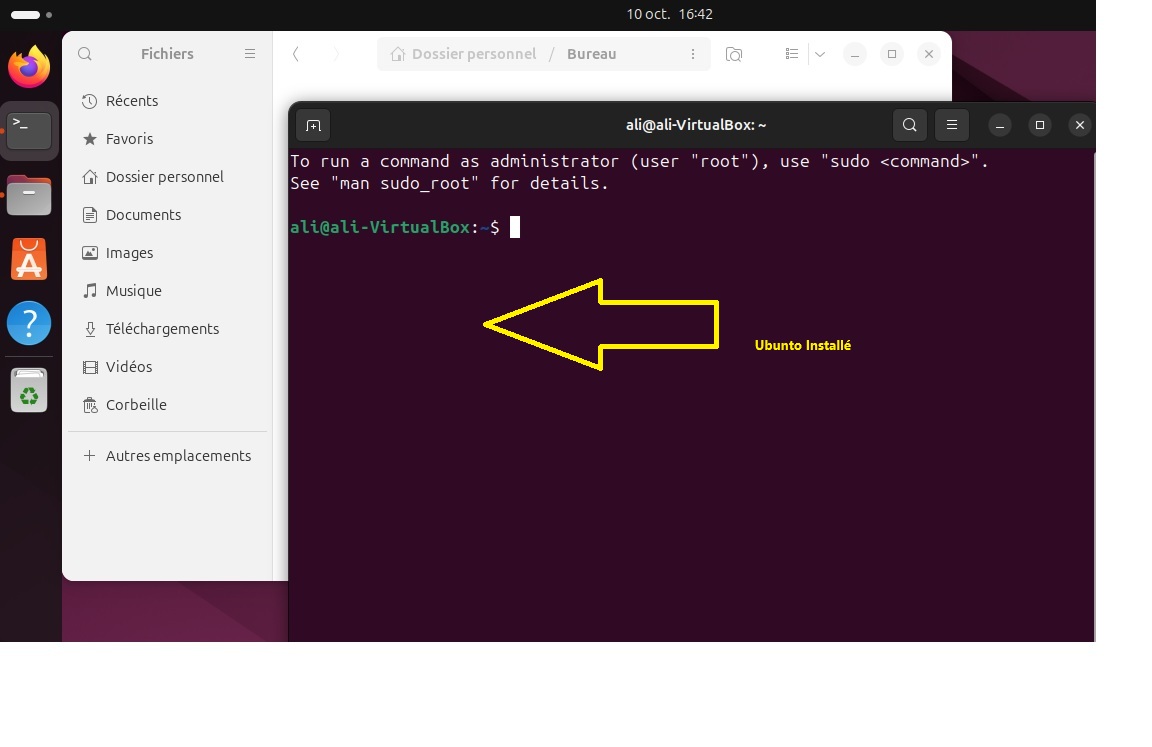 10 oct. 16:42
Fichiers
Dossier personnel / Bureau
Récents
Favoris
Dossier personnel
Documents
Images
Musique
Téléchargements
Vidéos
Corbeille
+ Autres emplacements
ali@ali-VirtualBox: ~
To run a command as administrator (user "root"), use "sudo <command>".
See "man sudo_root" for details.
ali@ali-VirtualBox:~$
Ubunto Installé